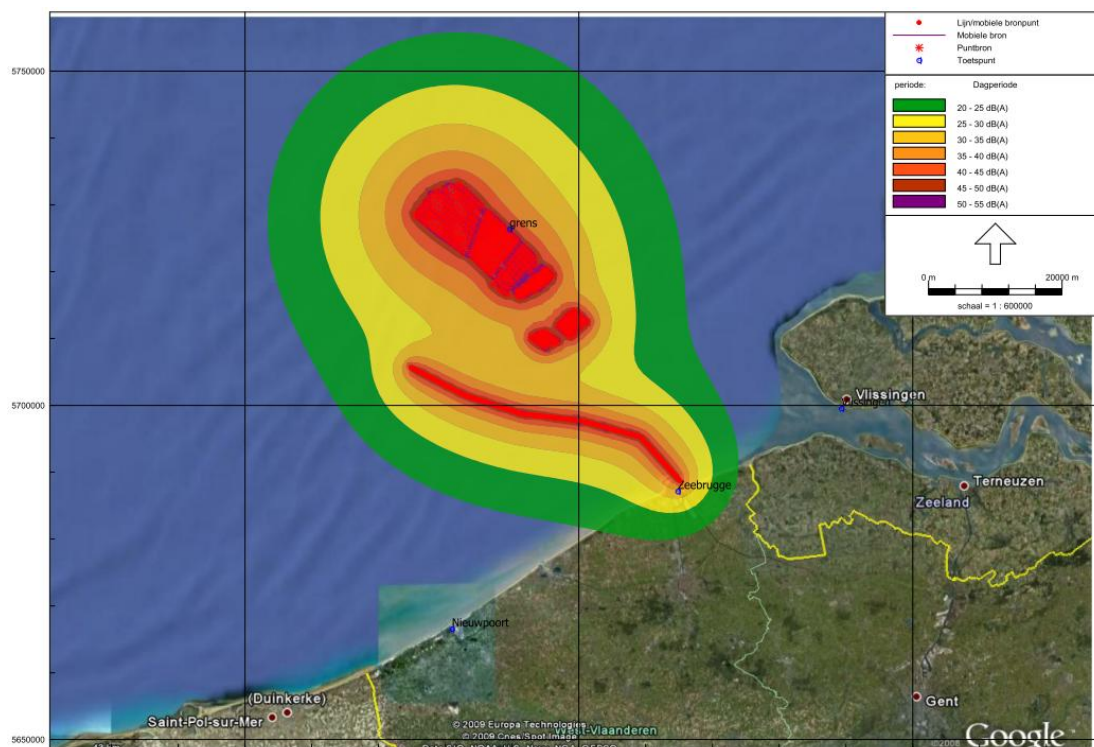 Lijn/mobiele bronpunt
Mobiele bron
Puntbron
Toetspunt
periode: Dagperiode
20 - 25 dB(A)
25 - 30 dB(A)
30 - 35 dB(A)
35 - 40 dB(A)
40 - 45 dB(A)
45 - 50 dB(A)
50 - 55 dB(A)
0 m 20000 m
schaal = 1 : 600000
5750000
grens
5700000
Vlissingen
Vlissingen
Terneuzen
Zeebrugge
Zeeland
Nieuwpoort
(Duinkerke)
Saint-Pol-sur-Mer
Gent
© 2009 Europa Technologies
© 2009 Cnes/Spot Image
West-Vlaanderen
Google
5650000